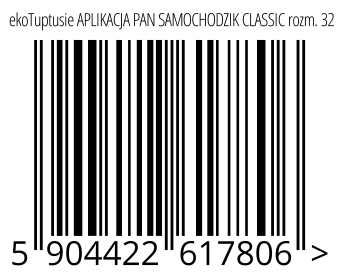 ekoTuptusie APLIKACJA PAN SAMOCHODZIK CLASSIC rozm. 32
5 904422 617806 >